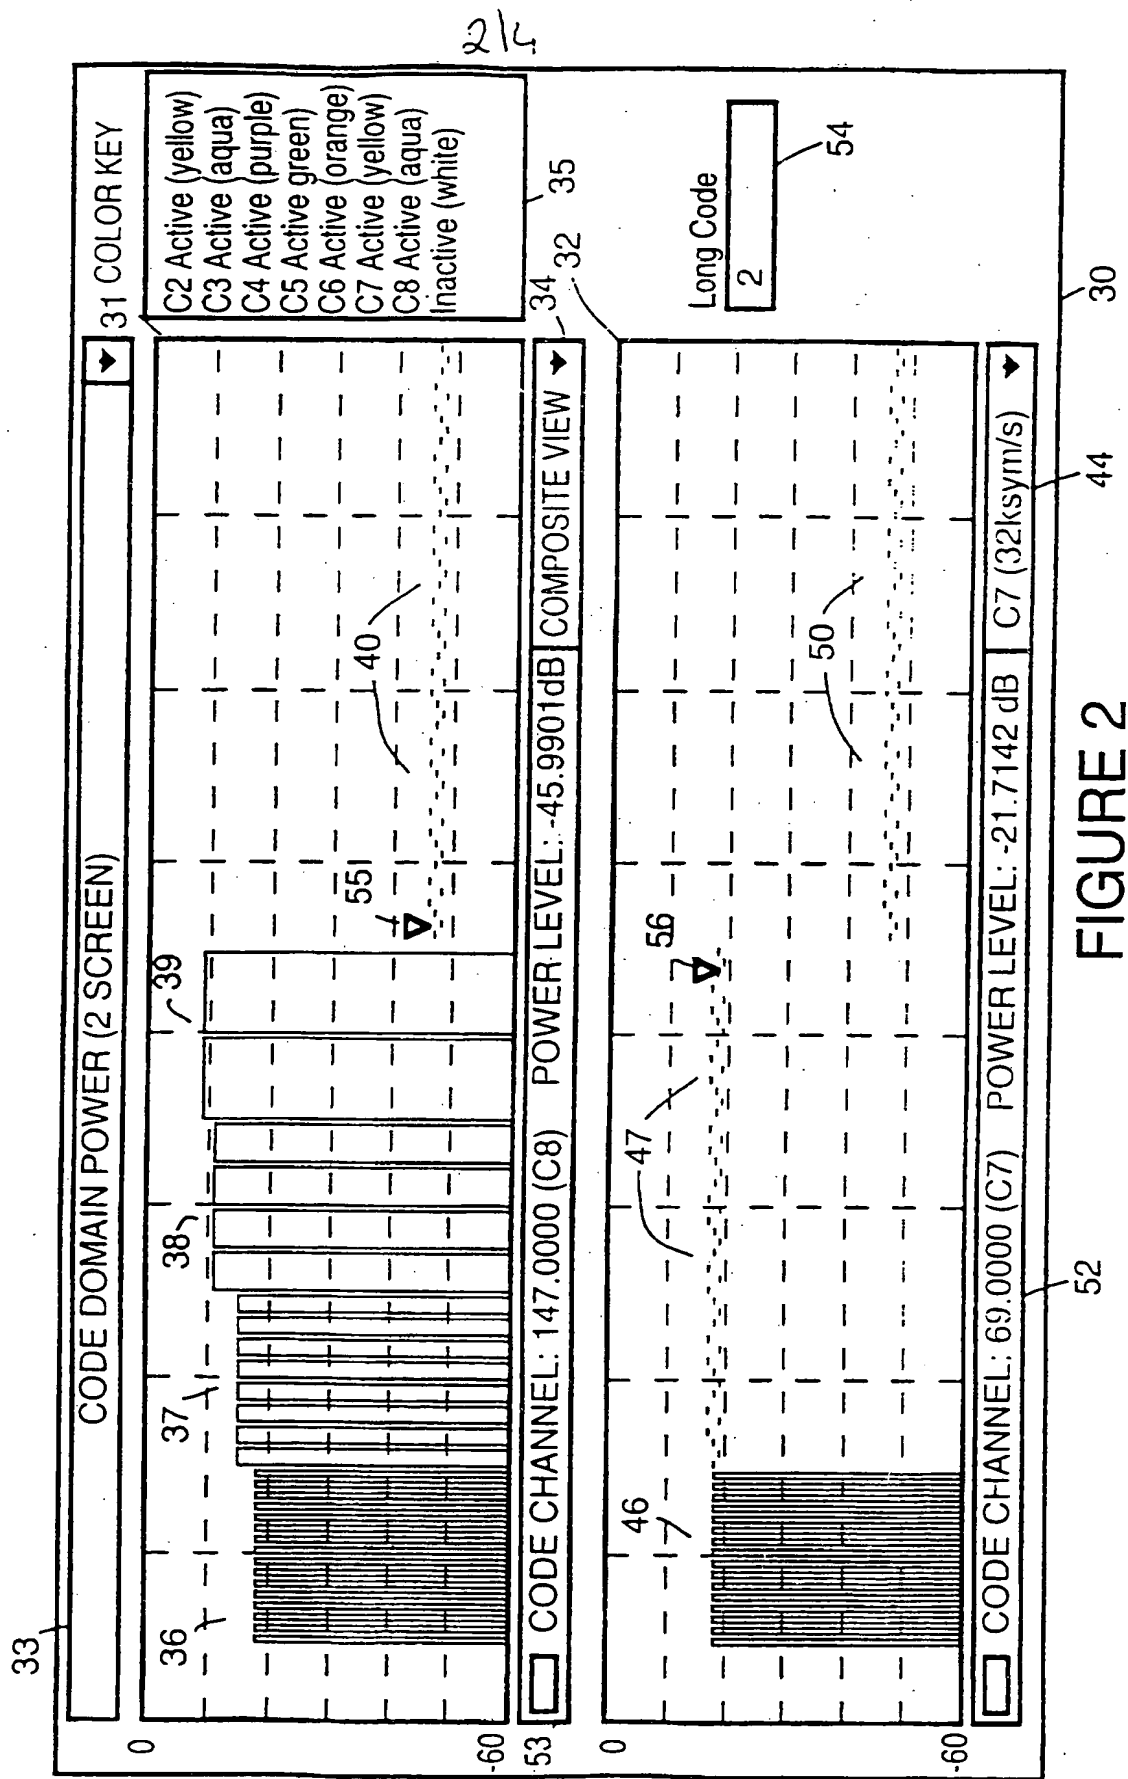 2/4
33
CODE DOMAIN POWER (2 SCREEN)
31 COLOR KEY
C2 Active (yellow)
C3 Active (aqua)
C4 Active (purple)
C5 Active green)
C6 Active (orange)
C7 Active (yellow)
C8 Active (aqua)
Inactive (white)
35
0
-60
36
37
38
39
551
40
53
CODE CHANNEL: 147.0000 (C8) POWER LEVEL: -45.9901dB
COMPOSITE VIEW
34
32
0
-60
46
47
56
50
Long Code
2
54
CODE CHANNEL: 69.0000 (C7) POWER LEVEL: -21.7142 dB
C7 (32ksym/s)
52
44
30
FIGURE 2